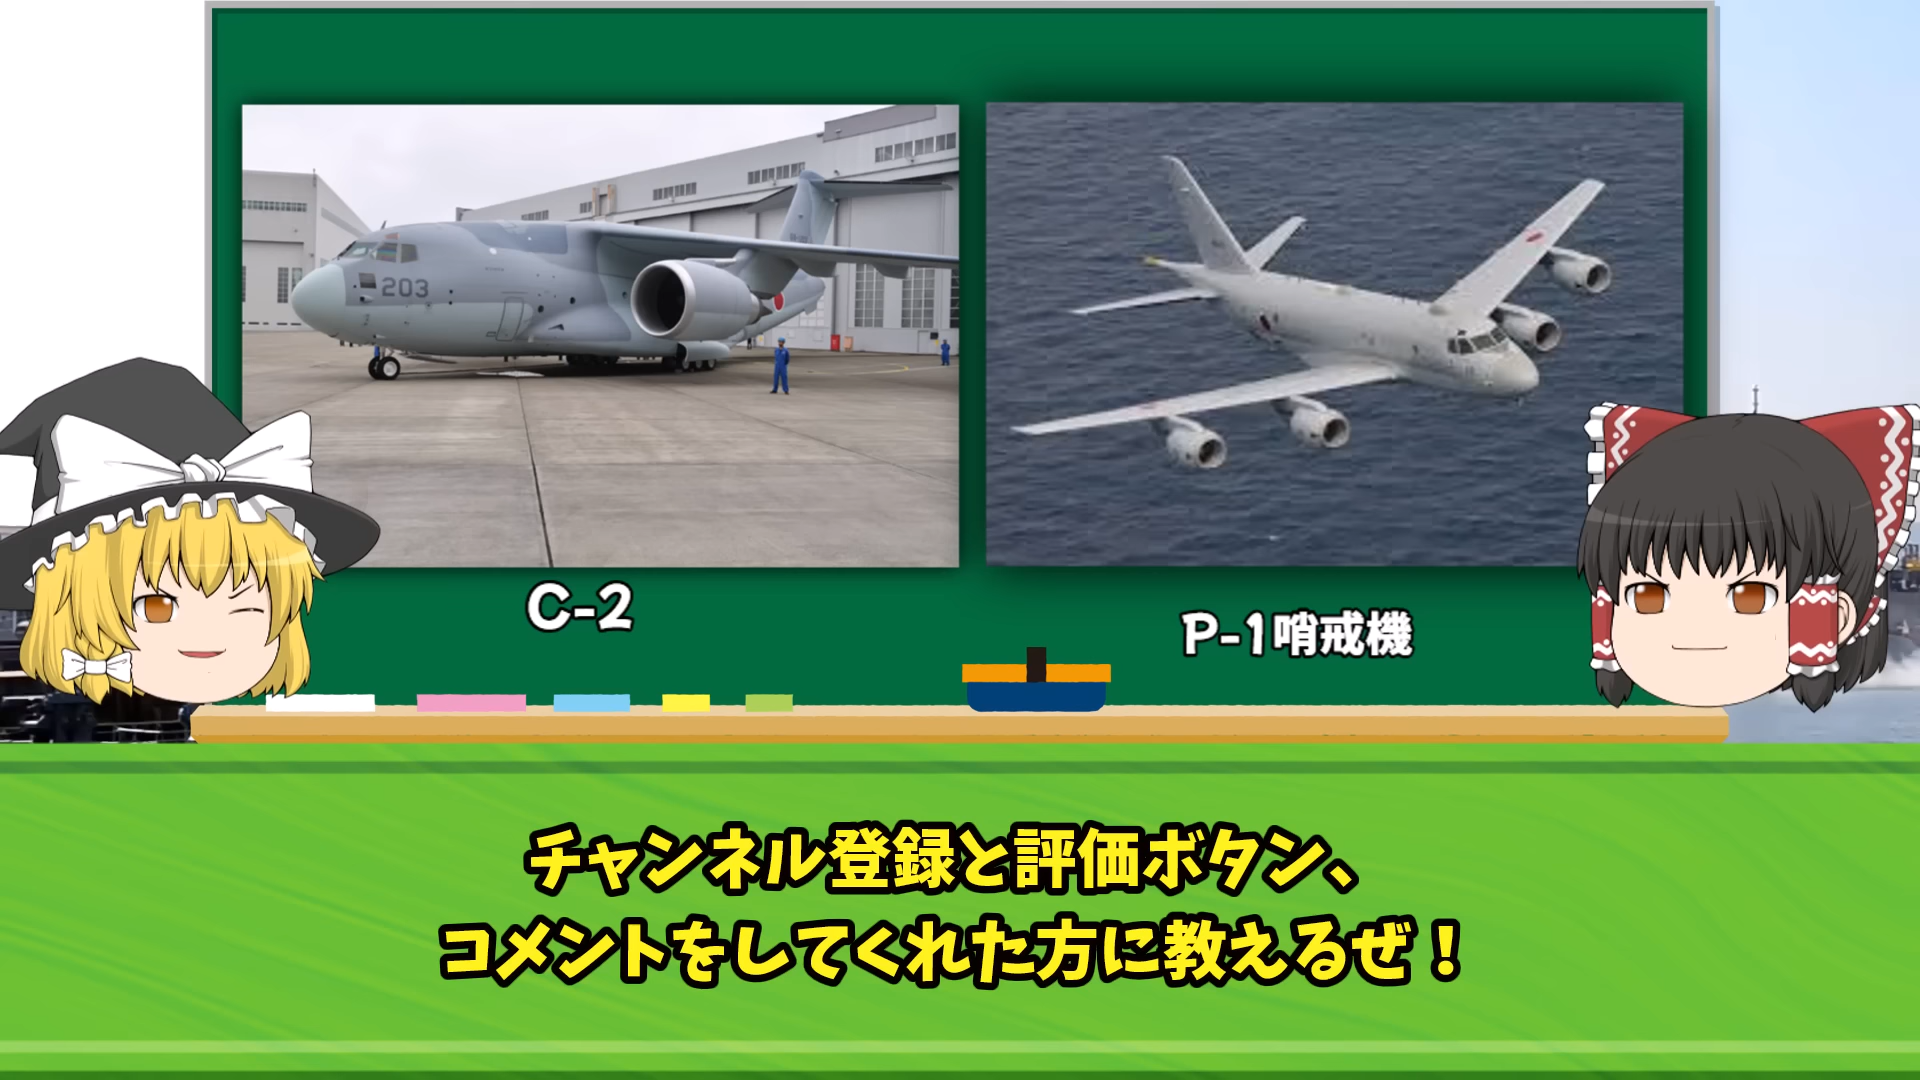 203
C-2
P-1哨戒機
チャンネル登録と評価ボタン、
コメントをしてくれた方に教えるぜ！